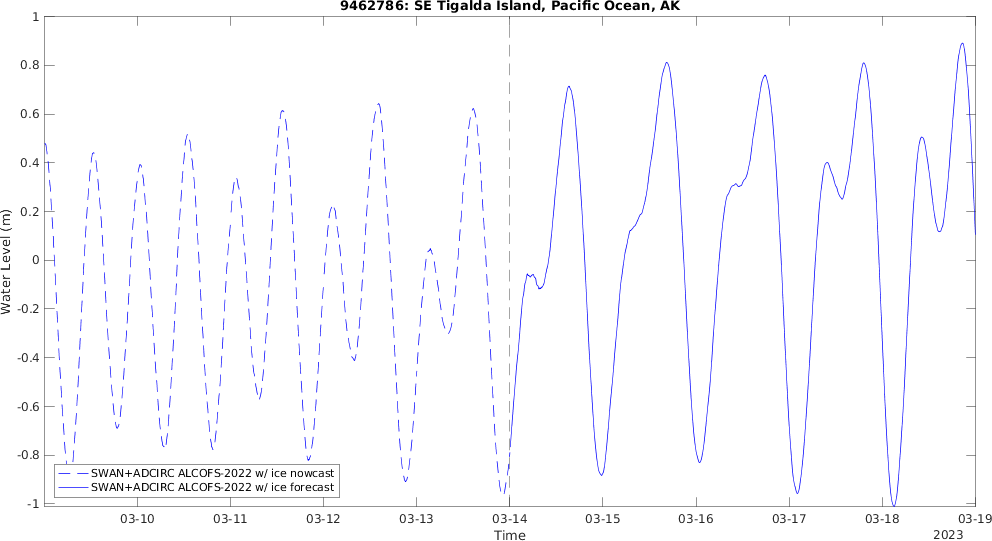 9462786: SE Tigalda Island, Pacific Ocean, AK
1
0.8
0.6
0.4
0.2
0
-0.2
-0.4
-0.6
-0.8
-1
Water Level (m)
SWAN+ADCIRC ALCOFS-2022 w/ ice nowcast
SWAN+ADCIRC ALCOFS-2022 w/ ice forecast
03-10 03-11 03-12 03-13 03-14 03-15 03-16 03-17 03-18 03-19
Time
2023